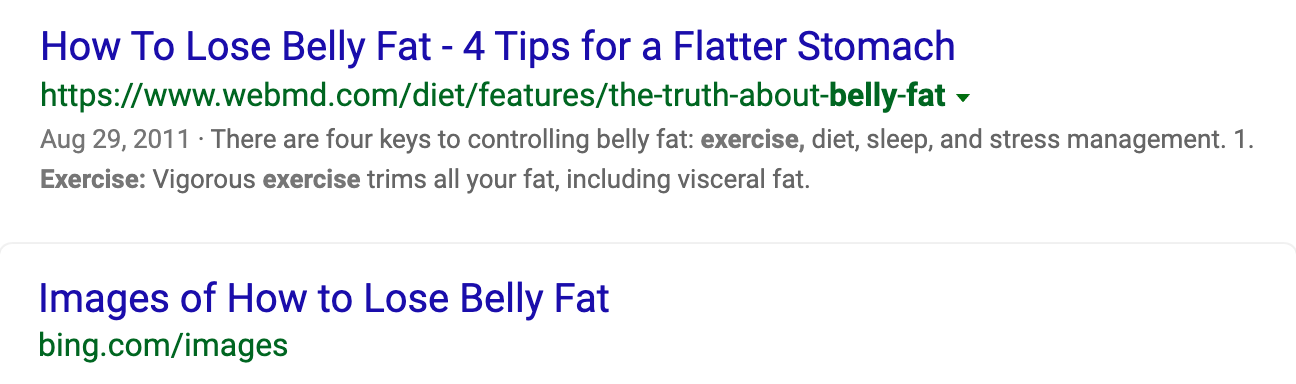 How To Lose Belly Fat - 4 Tips for a Flatter Stomach
https://www.webmd.com/diet/features/the-truth-about-belly-fat
Aug 29, 2011 · There are four keys to controlling belly fat: exercise, diet, sleep, and stress management. 1.
Exercise: Vigorous exercise trims all your fat, including visceral fat.
Images of How to Lose Belly Fat
bing.com/images